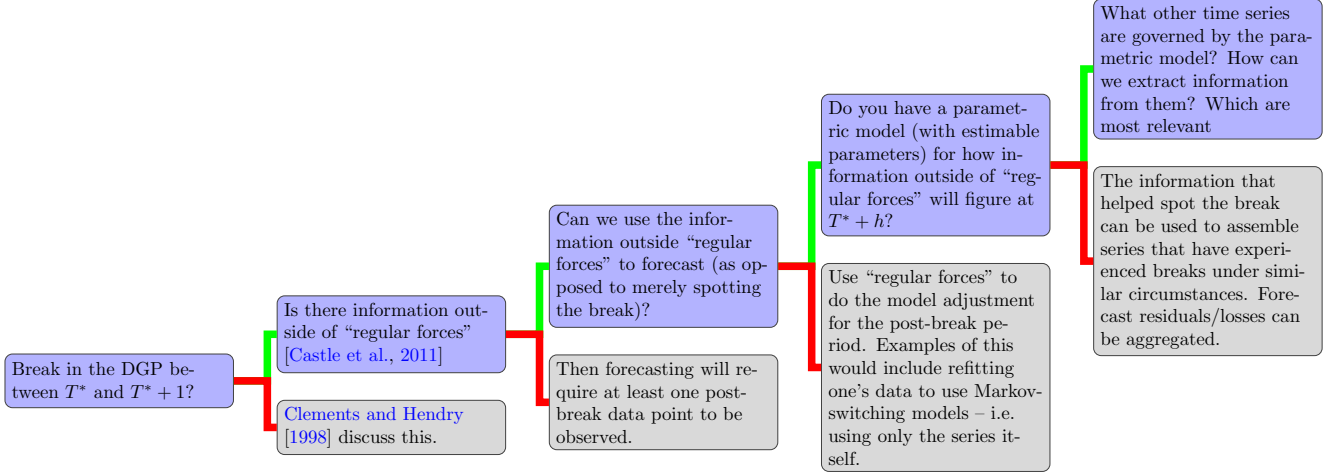 Break in the DGP be-
tween T* and T* + 1?
Is there information out-
side of “regular forces”
[Castle et al., 2011]
Clements and Hendry
[1998] discuss this.
Can we use the infor-
mation outside “regular
forces” to forecast (as op-
posed to merely spotting
the break)?
Then forecasting will re-
quire at least one post-
break data point to be
observed.
Do you have a paramet-
ric model (with estimable
parameters) for how in-
formation outside of “reg-
ular forces” will figure at
T* + h?
Use “regular forces” to
do the model adjustment
for the post-break pe-
riod. Examples of this
would include refitting
one’s data to use Markov-
switching models – i.e.
using only the series it-
self.
What other time series
are governed by the para-
metric model? How can
we extract information
from them? Which are
most relevant
The information that
helped spot the break
can be used to assemble
series that have experi-
enced breaks under simi-
lar circumstances. Fore-
cast residuals/losses can
be aggregated.